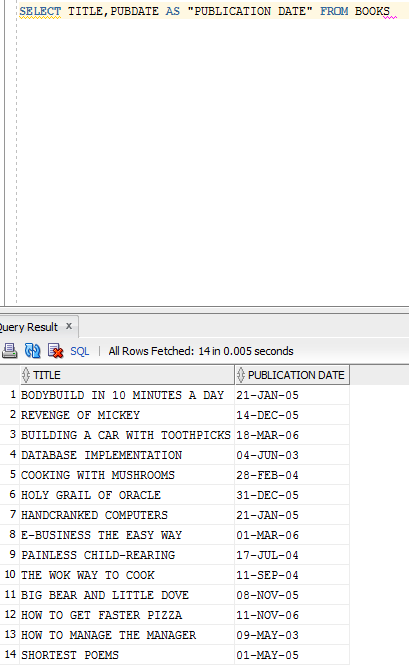 SELECT TITLE,PUBDATE AS "PUBLICATION DATE" FROM BOOKS
Query Result x
SQL | All Rows Fetched: 14 in 0.005 seconds
TITLE PUBLICATION DATE
1 BODYBUILD IN 10 MINUTES A DAY 21-JAN-05
2 REVENGE OF MICKEY 14-DEC-05
3 BUILDING A CAR WITH TOOTHPICKS 18-MAR-06
4 DATABASE IMPLEMENTATION 04-JUN-03
5 COOKING WITH MUSHROOMS 28-FEB-04
6 HOLY GRAIL OF ORACLE 31-DEC-05
7 HANDCRANKED COMPUTERS 21-JAN-05
8 E-BUSINESS THE EASY WAY 01-MAR-06
9 PAINLESS CHILD-REARING 17-JUL-04
10 THE WOK WAY TO COOK 11-SEP-04
11 BIG BEAR AND LITTLE DOVE 08-NOV-05
12 HOW TO GET FASTER PIZZA 11-NOV-06
13 HOW TO MANAGE THE MANAGER 09-MAY-03
14 SHORTEST POEMS 01-MAY-05